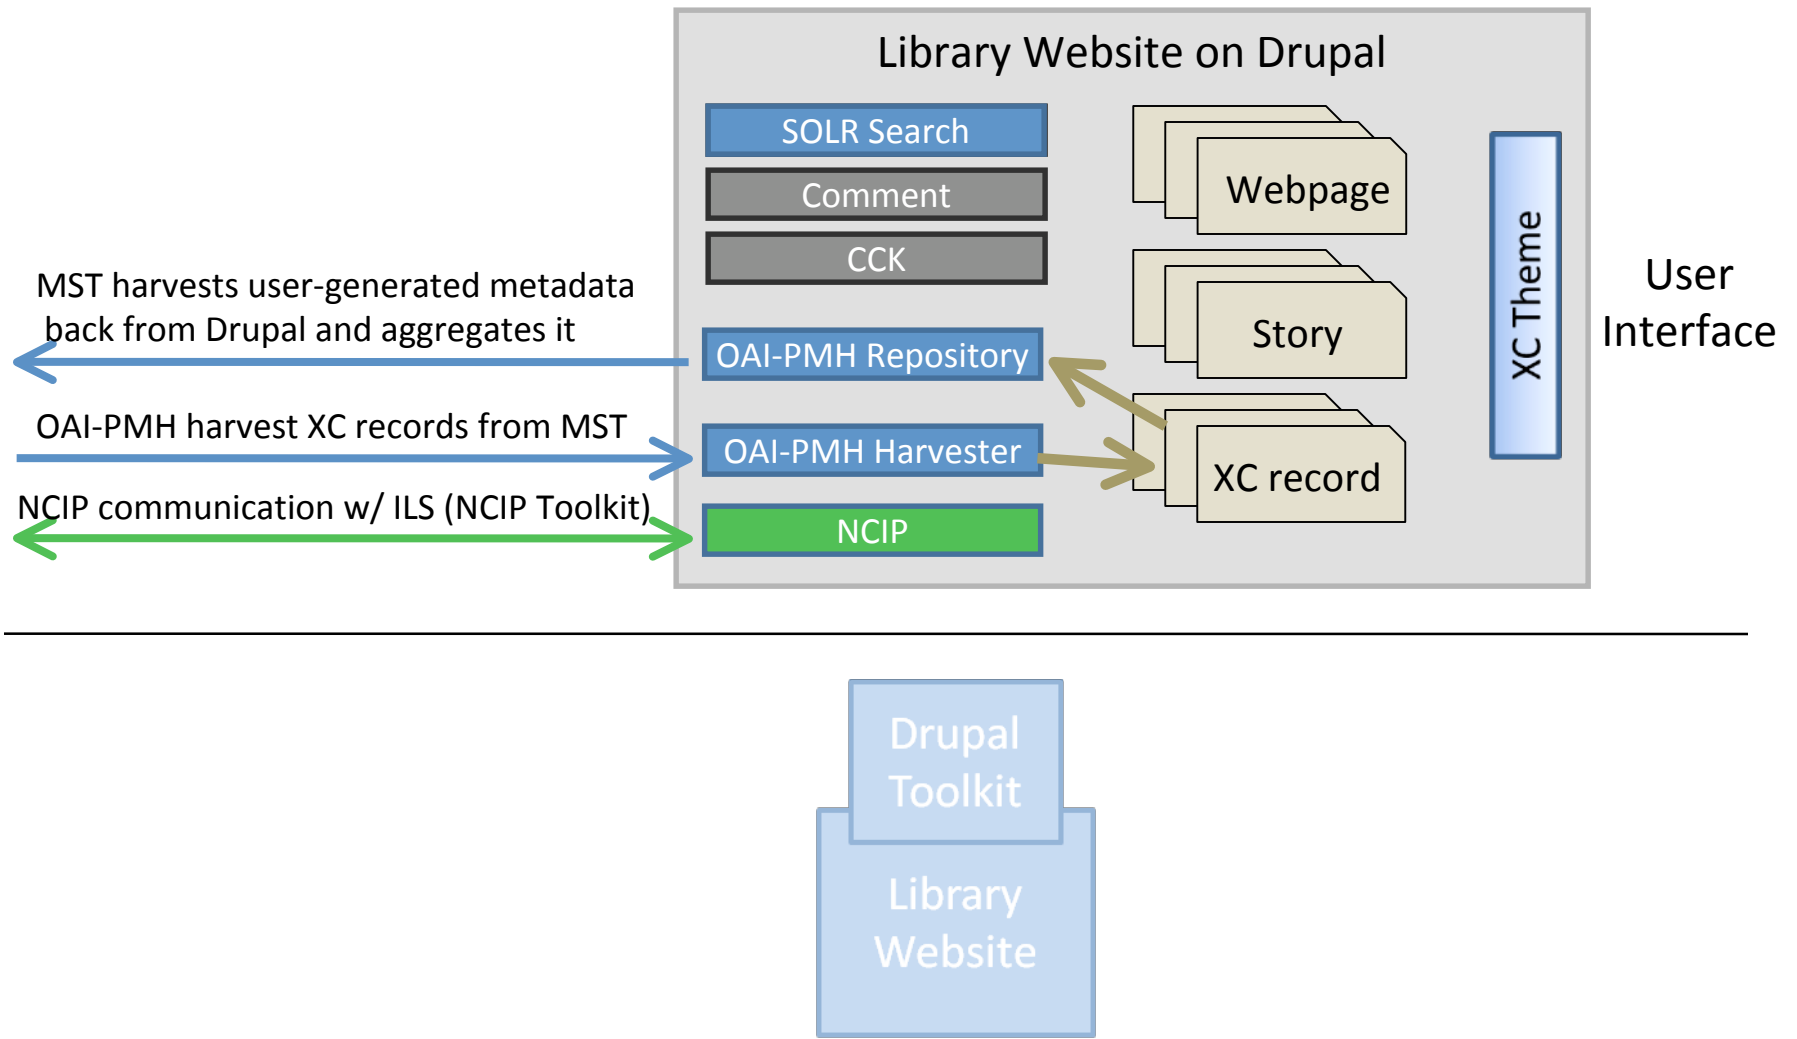 Library Website on Drupal
SOLR Search
Comment
CCK
OAI-PMH Repository
OAI-PMH Harvester
NCIP
Webpage
Story
XC record
XC Theme
User
Interface
MST harvests user-generated metadata
back from Drupal and aggregates it
OAI-PMH harvest XC records from MST
NCIP communication w/ ILS (NCIP Toolkit)
Drupal
Toolkit
Library
Website